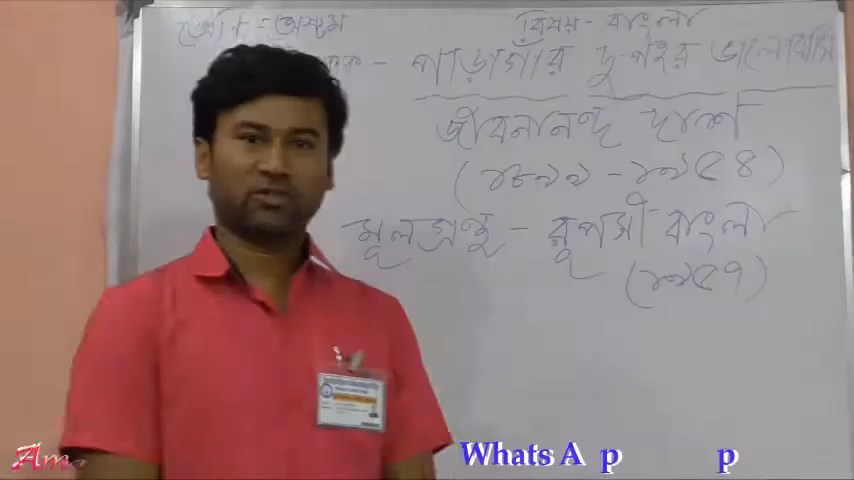 শ্রেণি - অষ্টম বিষয় - বাংলা
পাড়াগাঁর দু-পহর ভালোবাসি
জীবনানন্দ দাশ
(১৮৯৯ - ১৯৫৪)
মূলগ্রন্থ - রূপসী বাংলা
(১৯৫৭)
Whats A p p